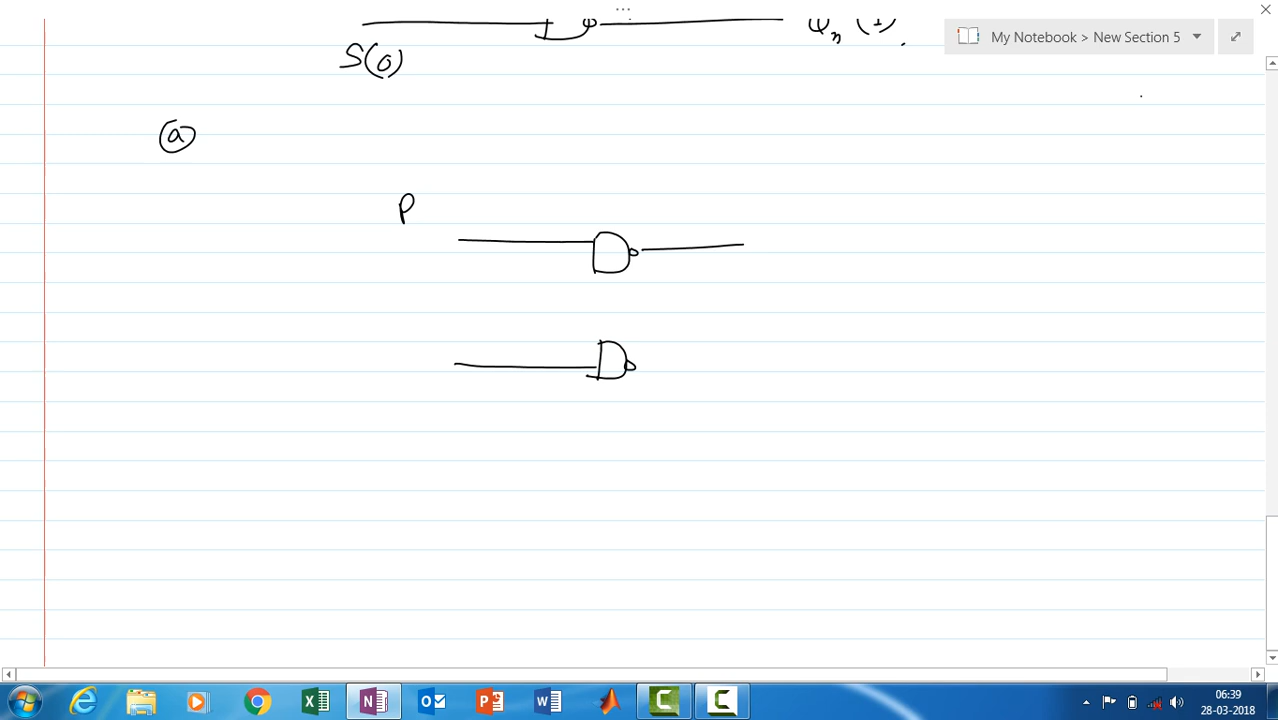 My Notebook > New Section 5
S(0)
a
P
06:39
28-03-2018